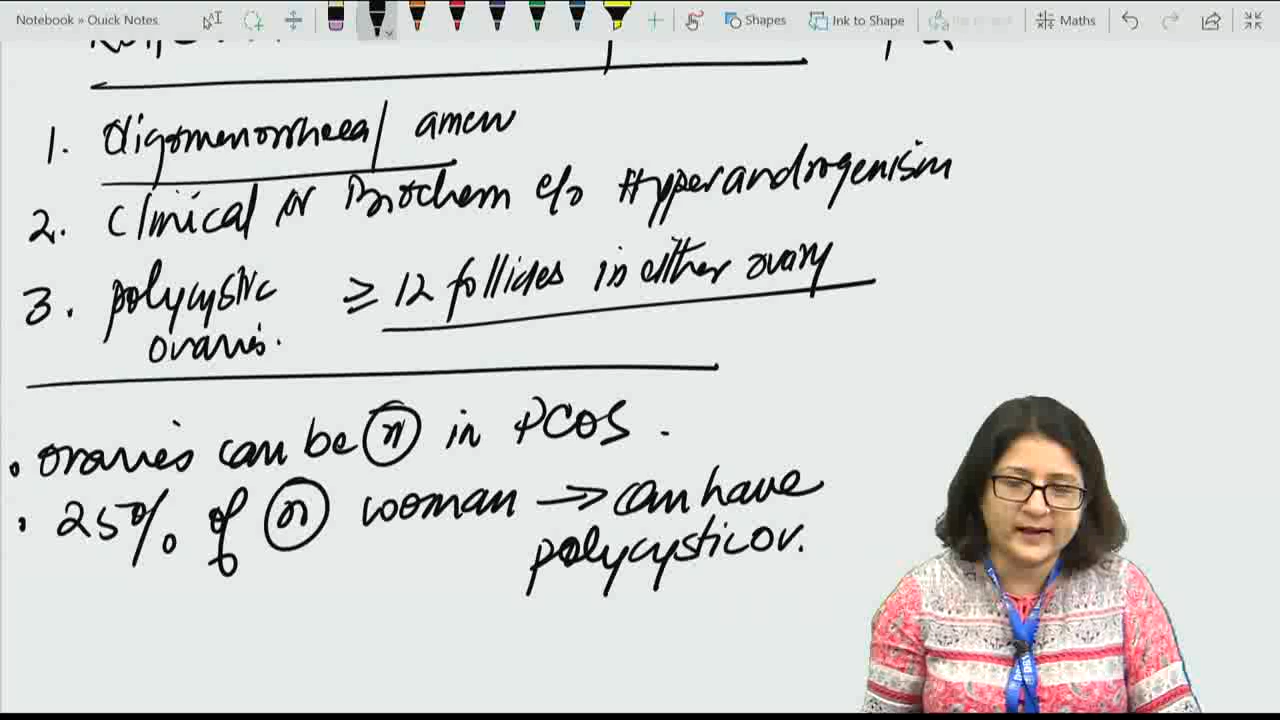 Notebook » Quick Notes
Shapes
Ink to Shape
Maths
1. Oligomenorrhoea/ amen
2. Clinical or Biochem e/o Hyperandrogenism
3. polycystic ≥ 12 follicles in either ovary
ovaries.
• ovaries can be n in PCOS.
• 25% of n woman → can have
polycystic ov.